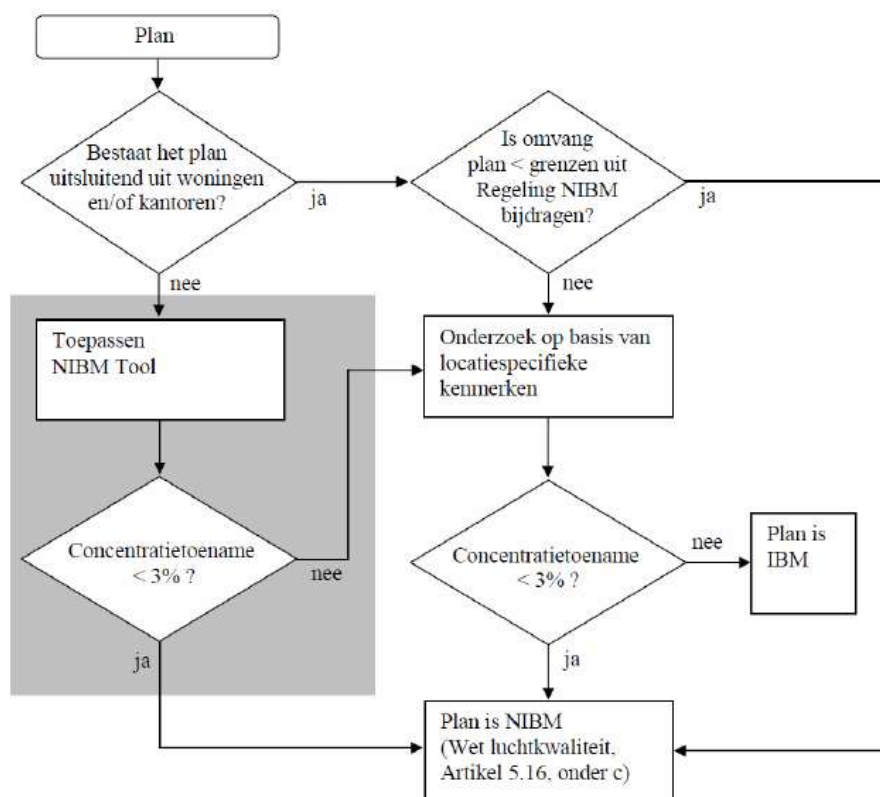 Plan
Bestaat het plan
uitsluitend uit woningen
en/of kantoren?
ja
nee
Is omvang
plan < grenzen uit
Regeling NIBM
bijdragen?
ja
nee
Toepassen
NIBM Tool
Onderzoek op basis van
locatiespecifieke
kenmerken
Concentratietoename
< 3% ?
nee
ja
Concentratietoename
< 3% ?
nee
ja
Plan is
IBM
Plan is NIBM
(Wet luchtkwaliteit,
Artikel 5.16, onder c)